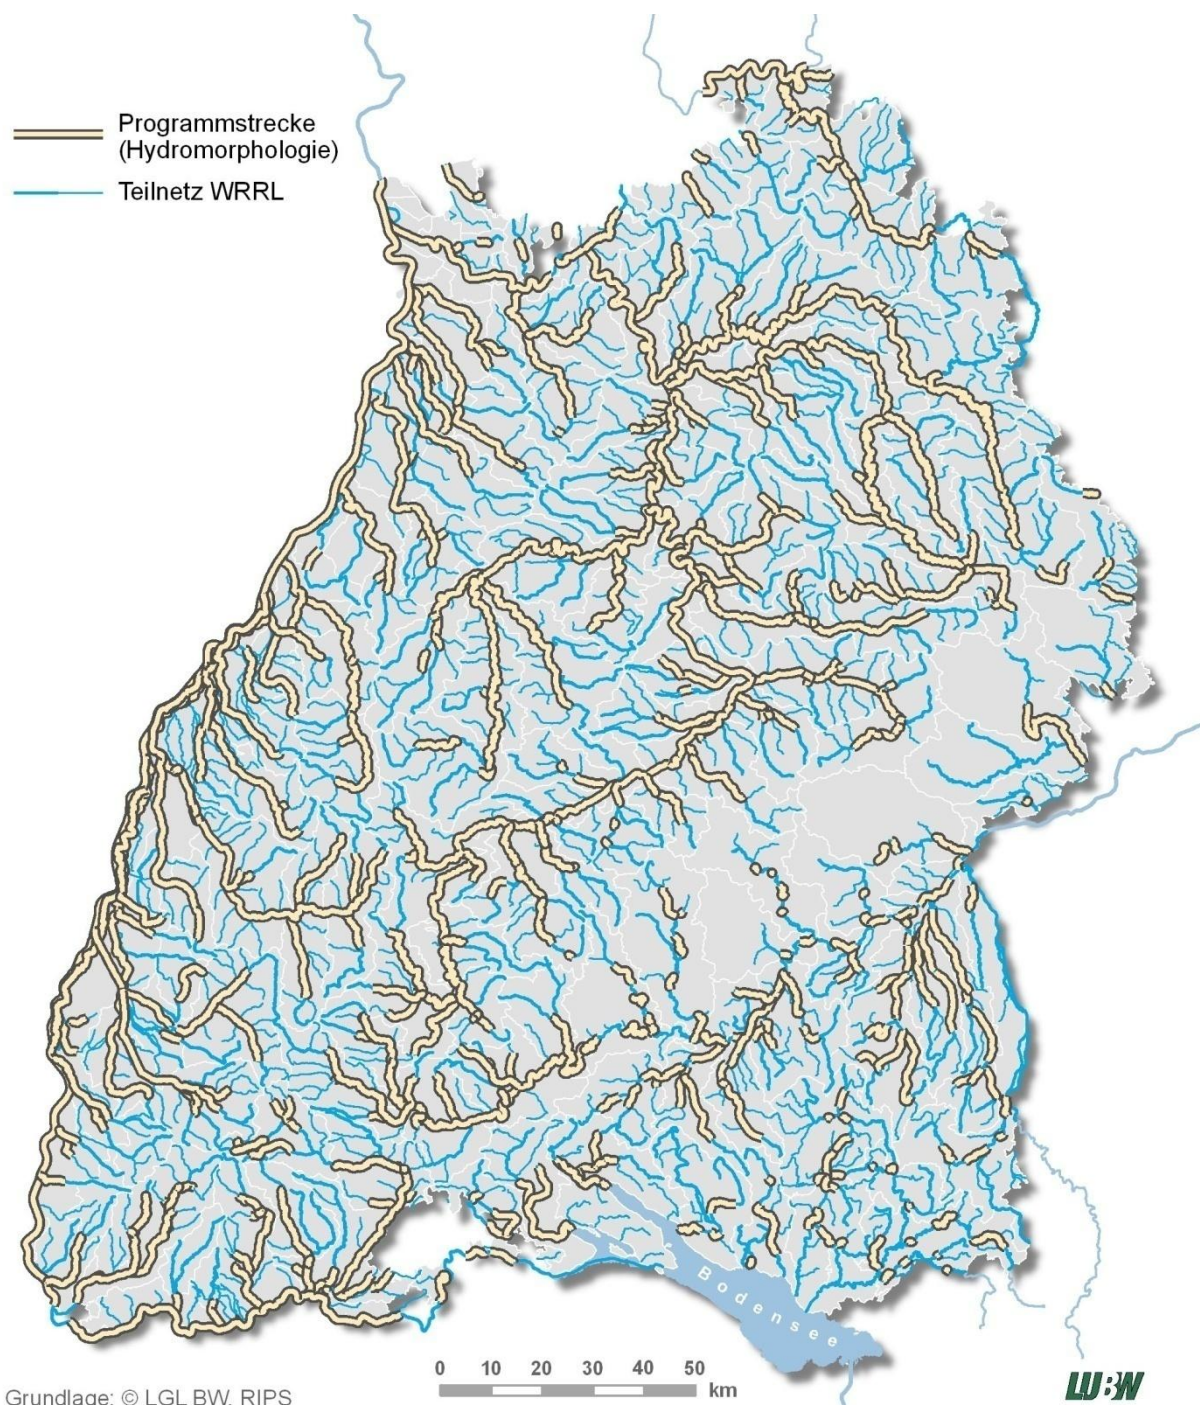 Programmstrecke
(Hydromorphologie)
Teilnetz WRRL
Bodensee
0 10 20 30 40 50
km
Grundlage: © LGL BW, RIPS
LUBW